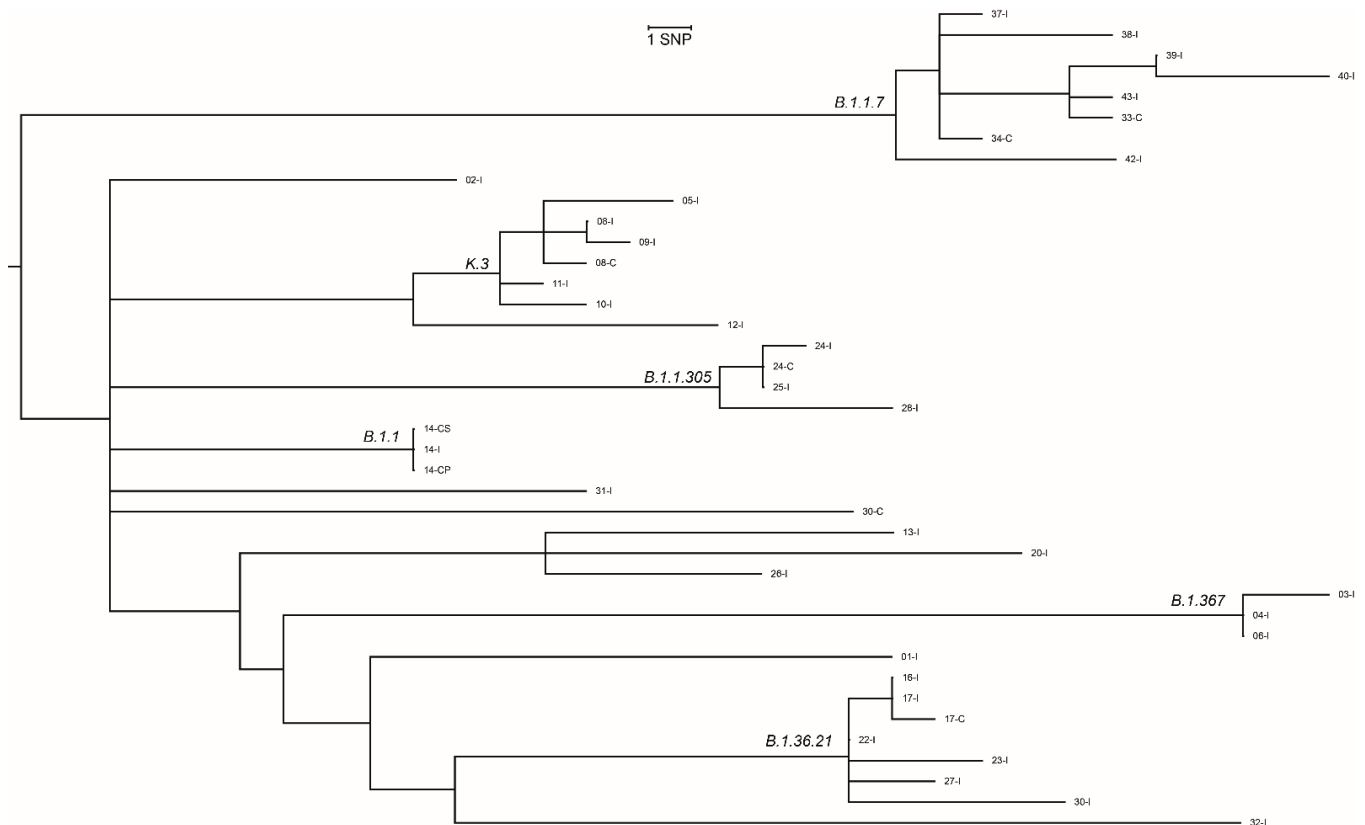 37-I
1 SNP
38-I
39-I
40-I
43-I
B.1.1.7
33-C
34-C
42-I
02-I
05-I
08-I
09-I
K.3
08-C
11-I
10-I
12-I
24-I
24-C
B.1.1.305
25-I
28-I
14-CS
B.1.1
14-I
14-CP
31-I
30-C
13-I
20-I
26-I
03-I
B.1.367
04-I
06-I
01-I
16-I
17-I
17-C
B.1.36.21
22-I
23-I
27-I
30-I
32-I